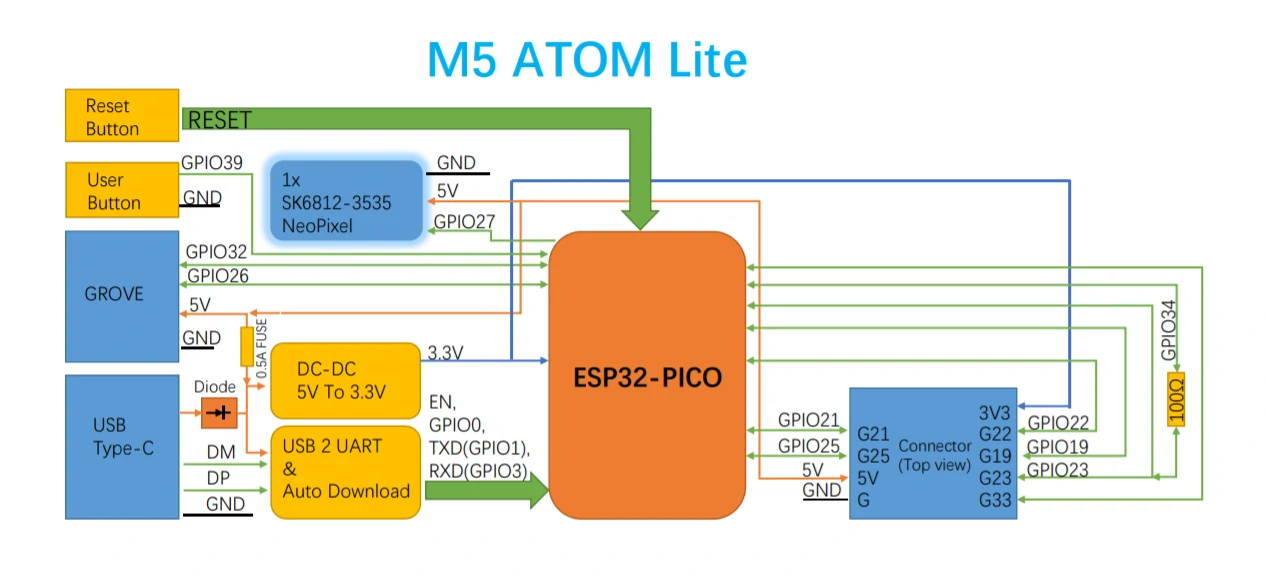 M5 ATOM Lite
Reset
Button
RESET
User
Button
GPIO39
GND
1x
SK6812-3535
NeoPixel
GND
5V
GPIO27
GROVE
GPIO32
GPIO26
5V
GND
0.5A FUSE
DC-DC
5V To 3.3V
3.3V
ESP32-PICO
USB
Type-C
Diode
DM
DP
GND
USB 2 UART
&
Auto Download
EN,
GPIO0,
TXD(GPIO1),
RXD(GPIO3)
GPIO21
GPIO25
5V
GND
G21
G25
5V
G
Connector
(Top view)
3V3
G22
G19
G23
G33
GPIO22
GPIO19
GPIO23
GPIO34
100Ω